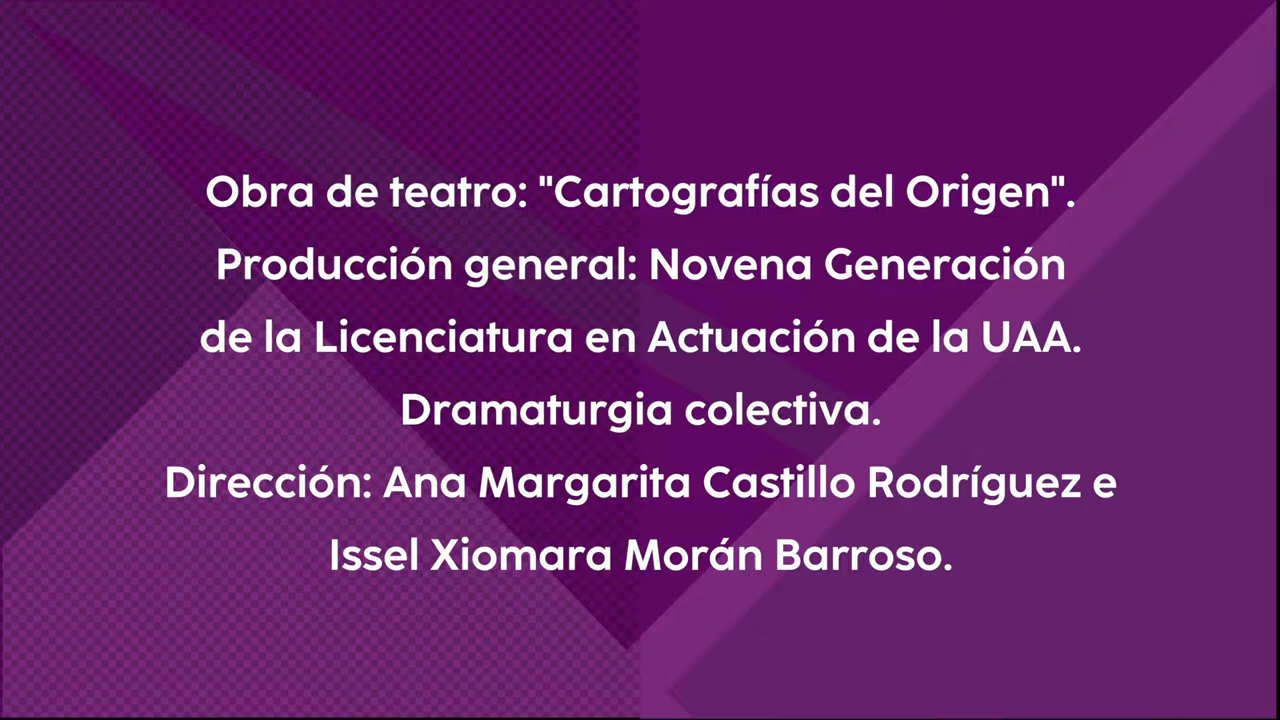 Obra de teatro: "Cartografías del Origen".
Producción general: Novena Generación
de la Licenciatura en Actuación de la UAA.
Dramaturgia colectiva.
Dirección: Ana Margarita Castillo Rodríguez e
Issel Xiomara Morán Barroso.